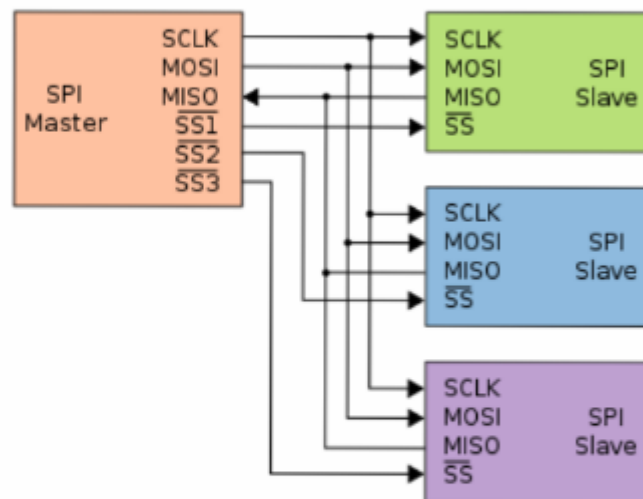 SCLK
MOSI
MISO
SS1
SS2
SS3
SPI
Master
SCLK
MOSI
MISO
SS
SPI
Slave
SCLK
MOSI
MISO
SS
SPI
Slave
SCLK
MOSI
MISO
SS
SPI
Slave